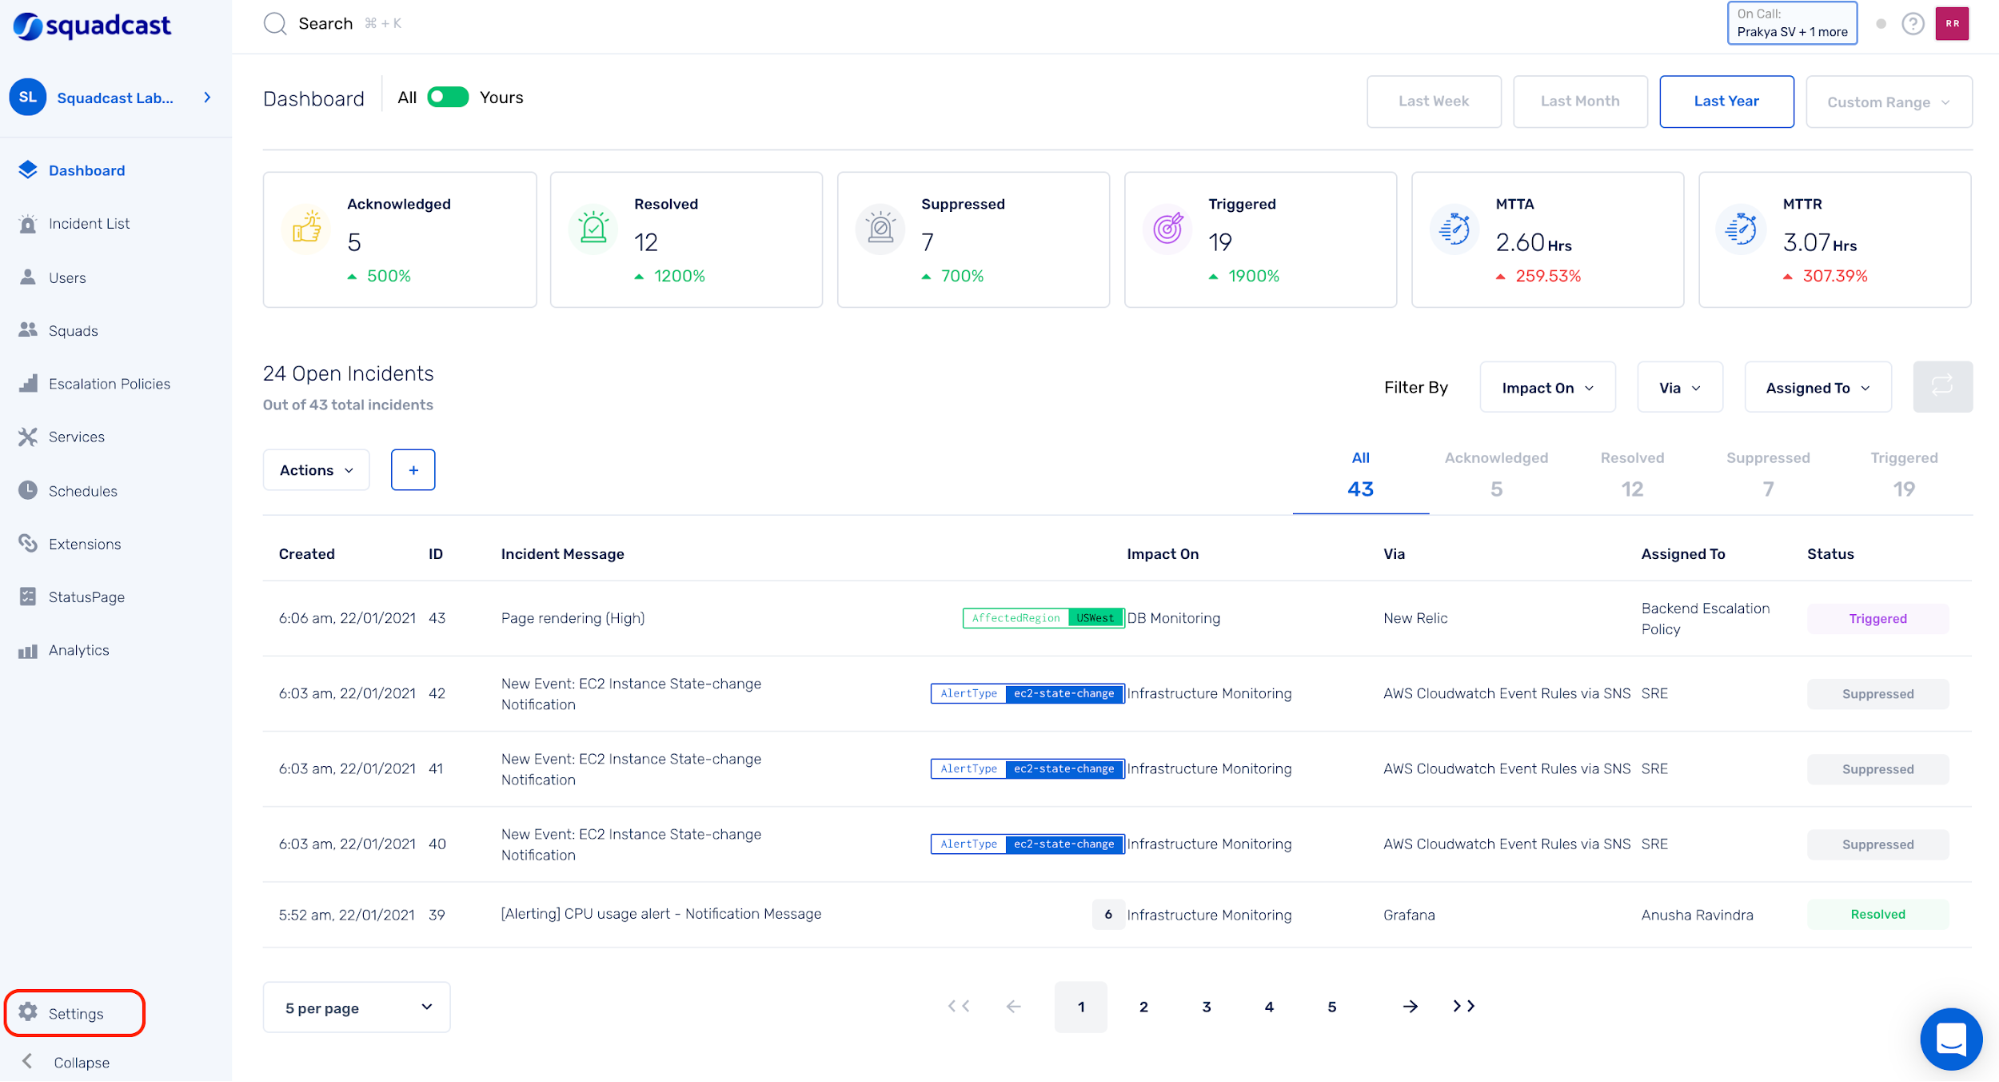 squadcast
Search ⌘ + K
On Call:
Prakya SV + 1 more
?
RR
SL Squadcast Lab...
Dashboard
Incident List
Users
Squads
Escalation Policies
Services
Schedules
Extensions
StatusPage
Analytics
Settings
Collapse
Dashboard All Yours
Last Week Last Month Last Year Custom Range
Acknowledged
5
500%
Resolved
12
1200%
Suppressed
7
700%
Triggered
19
1900%
MTTA
2.60 Hrs
259.53%
MTTR
3.07 Hrs
307.39%
24 Open Incidents
Out of 43 total incidents
Filter By Impact On Via Assigned To
Actions +
All Acknowledged Resolved Suppressed Triggered
43 5 12 7 19
Created ID Incident Message Impact On Via Assigned To Status
6:06 am, 22/01/2021 43 Page rendering (High) AffectedRegion USWest DB Monitoring New Relic Backend Escalation
Policy Triggered
6:03 am, 22/01/2021 42 New Event: EC2 Instance State-change
Notification AlertType ec2-state-change Infrastructure Monitoring AWS Cloudwatch Event Rules via SNS SRE Suppressed
6:03 am, 22/01/2021 41 New Event: EC2 Instance State-change
Notification AlertType ec2-state-change Infrastructure Monitoring AWS Cloudwatch Event Rules via SNS SRE Suppressed
6:03 am, 22/01/2021 40 New Event: EC2 Instance State-change
Notification AlertType ec2-state-change Infrastructure Monitoring AWS Cloudwatch Event Rules via SNS SRE Suppressed
5:52 am, 22/01/2021 39 [Alerting] CPU usage alert - Notification Message 6 Infrastructure Monitoring Grafana Anusha Ravindra Resolved
5 per page 1 2 3 4 5